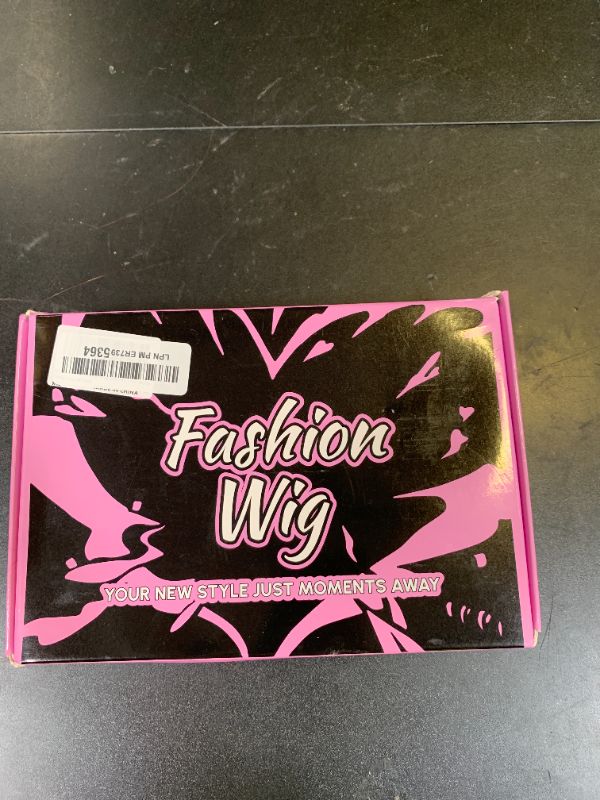 LPN PM ER7395364
Fashion
Wig
YOUR NEW STYLE JUST MOMENTS AWAY